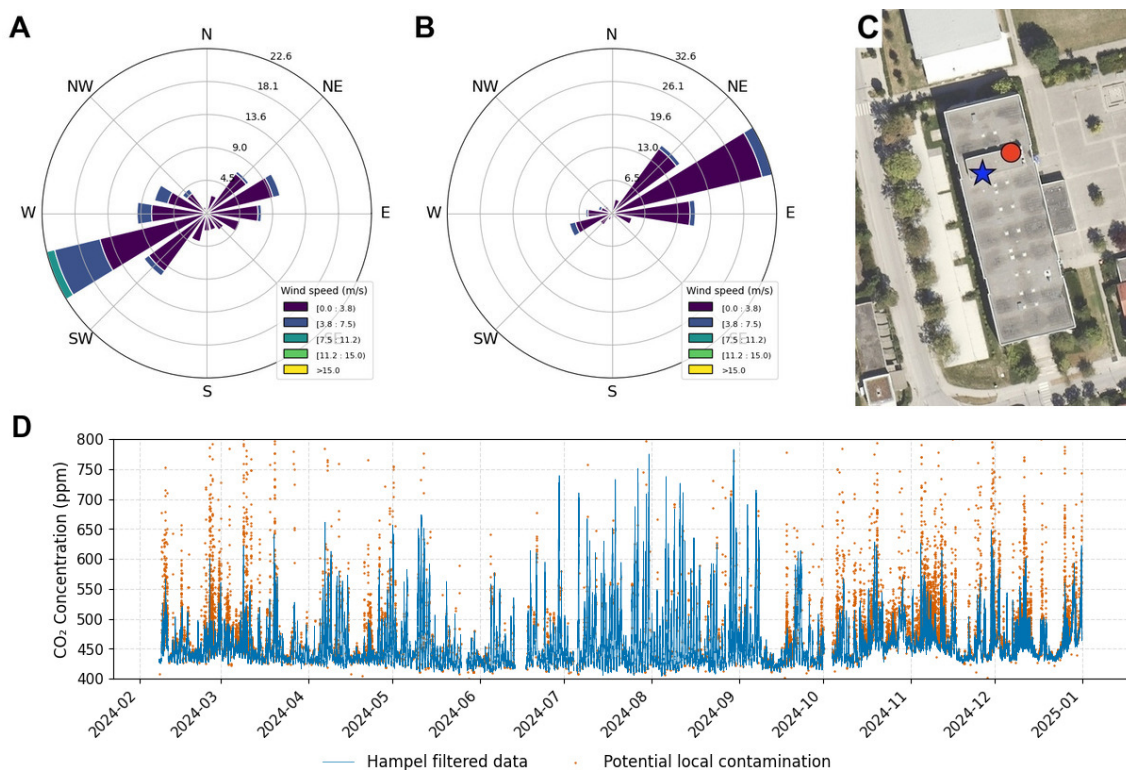 A
B
C
N
NE
E
S
SW
W
NW
4.5
9.0
13.6
18.1
22.6
Wind speed (m/s)
[0.0 : 3.8)
[3.8 : 7.5)
[7.5 : 11.2)
[11.2 : 15.0)
>15.0
N
NE
E
SE
S
SW
W
NW
6.5
13.0
19.6
26.1
32.6
Wind speed (m/s)
[0.0 : 3.8)
[3.8 : 7.5)
[7.5 : 11.2)
[11.2 : 15.0)
>15.0
D
CO₂ Concentration (ppm)
800
750
700
650
600
550
500
450
400
2024-02
2024-03
2024-04
2024-05
2024-06
2024-07
2024-08
2024-09
2024-10
2024-11
2024-12
2025-01
Hampel filtered data
Potential local contamination